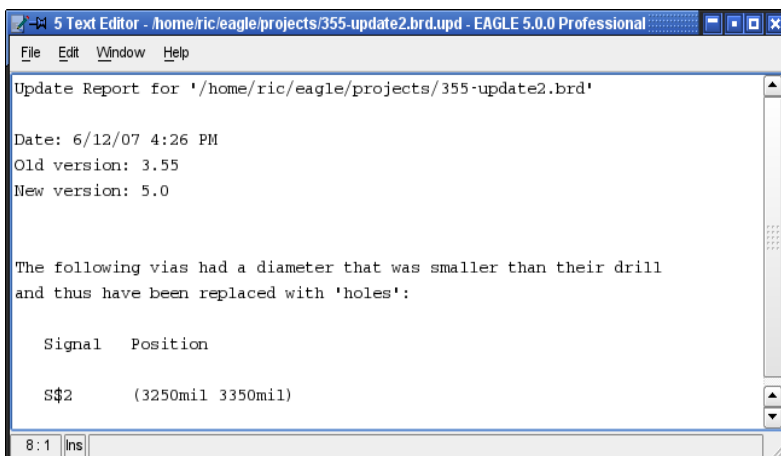 5 Text Editor - /home/ric/eagle/projects/355-update2.brd.upd - EAGLE 5.0.0 Professional
File Edit Window Help
Update Report for '/home/ric/eagle/projects/355-update2.brd'
Date: 6/12/07 4:26 PM
Old version: 3.55
New version: 5.0
The following vias had a diameter that was smaller than their drill
and thus have been replaced with 'holes':
Signal Position
S$2 (3250mil 3350mil)
8:1 Ins